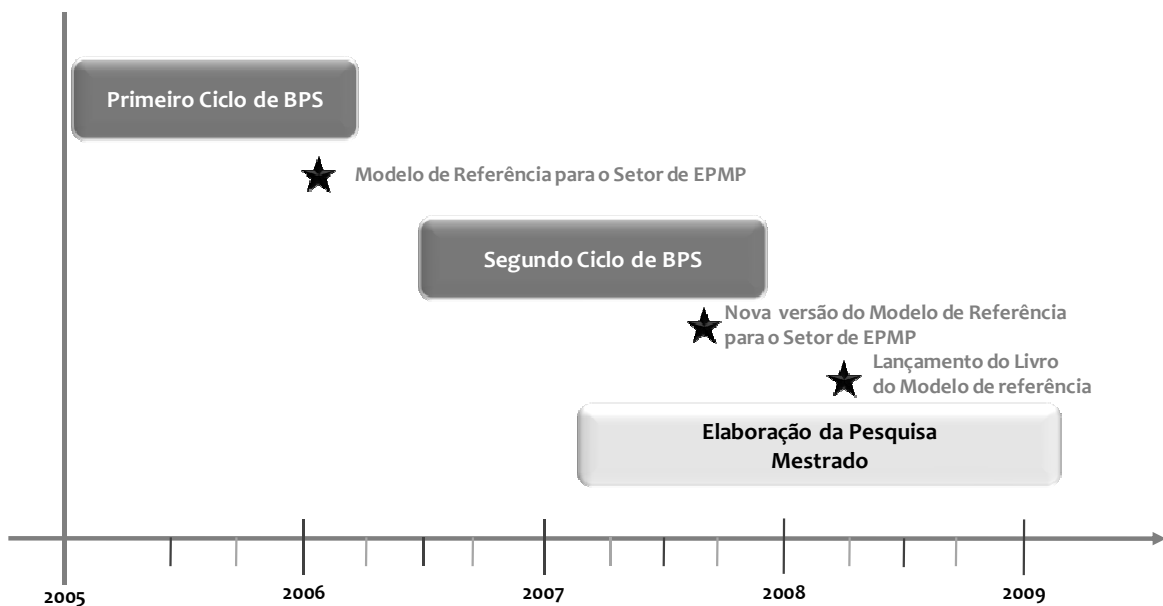 Primeiro Ciclo de BPS
Modelo de Referência para o Setor de EPMP
Segundo Ciclo de BPS
Nova versão do Modelo de Referência
para o Setor de EPMP
Lançamento do Livro
do Modelo de referência
Elaboração da Pesquisa
Mestrado
2005
2006
2007
2008
2009